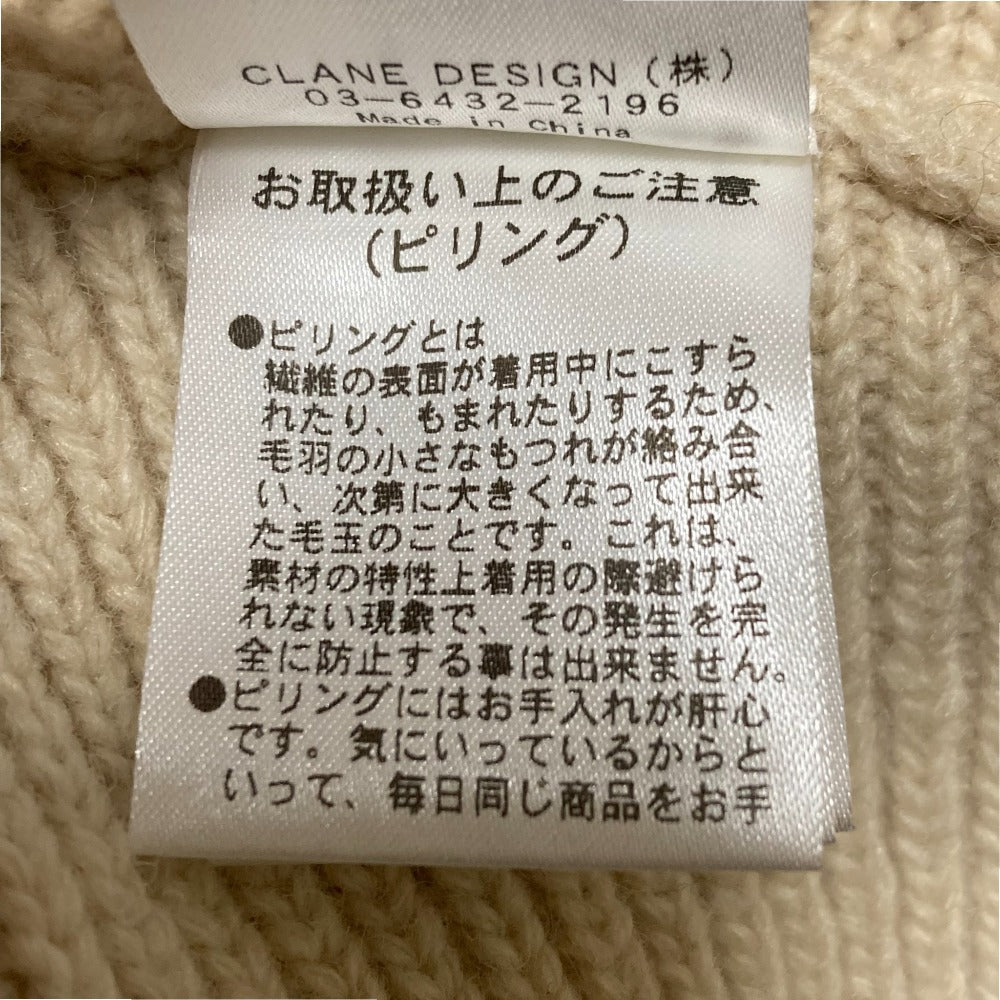 CLANE DESIGN (株)
03-6432-2196
Made in China
お取扱い上のご注意
(ピリング)
●ピリングとは
繊維の表面が着用中にこすら
れたり、もまれたりするため、
毛羽の小さなもつれが絡み合
い、次第に大きくなって出来
た毛玉のことです。これは、
素材の特性上着用の際避けら
れない現象で、その発生を完
全に防止する事は出来ません。
●ピリングにはお手入れが肝心
です。気にいっているからと
いって、毎日同じ商品をお手